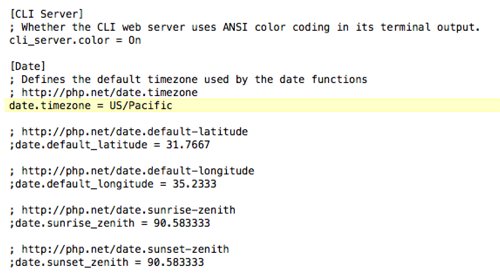 [CLI Server]
; Whether the CLI web server uses ANSI color coding in its terminal output.
cli_server.color = On
[Date]
; Defines the default timezone used by the date functions
; http://php.net/date.timezone
date.timezone = US/Pacific
; http://php.net/date.default-latitude
;date.default_latitude = 31.7667
; http://php.net/date.default-longitude
;date.default_longitude = 35.2333
; http://php.net/date.sunrise-zenith
;date.sunrise_zenith = 90.583333
; http://php.net/date.sunset-zenith
;date.sunset_zenith = 90.583333